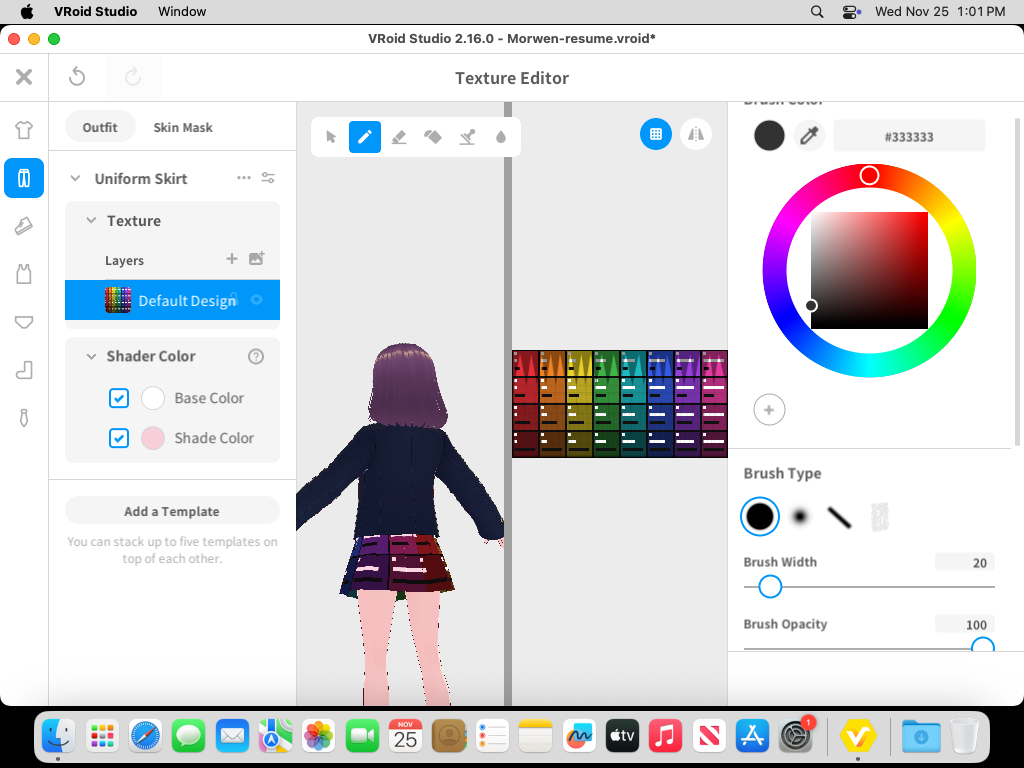 VRoid Studio
Window
Wed Nov 25 1:01 PM
VRoid Studio 2.16.0 - Morwen-resume.vroid*
Texture Editor
Outfit
Skin Mask
Uniform Skirt
Texture
Layers
Default Design
Shader Color
?
Base Color
Shade Color
Add a Template
You can stack up to five templates on
top of each other.
Brush Color
#333333
Brush Type
Brush Width
20
Brush Opacity
100
NOV
25
tv
1